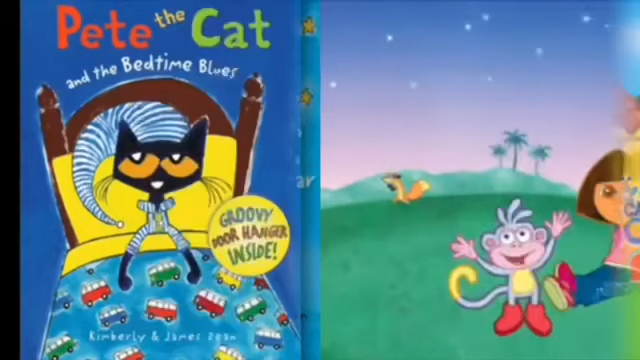 Pete the Cat
and the Bedtime Blues
GROOVY
DOOR HANGER
INSIDE!
Kimberly & James Dean